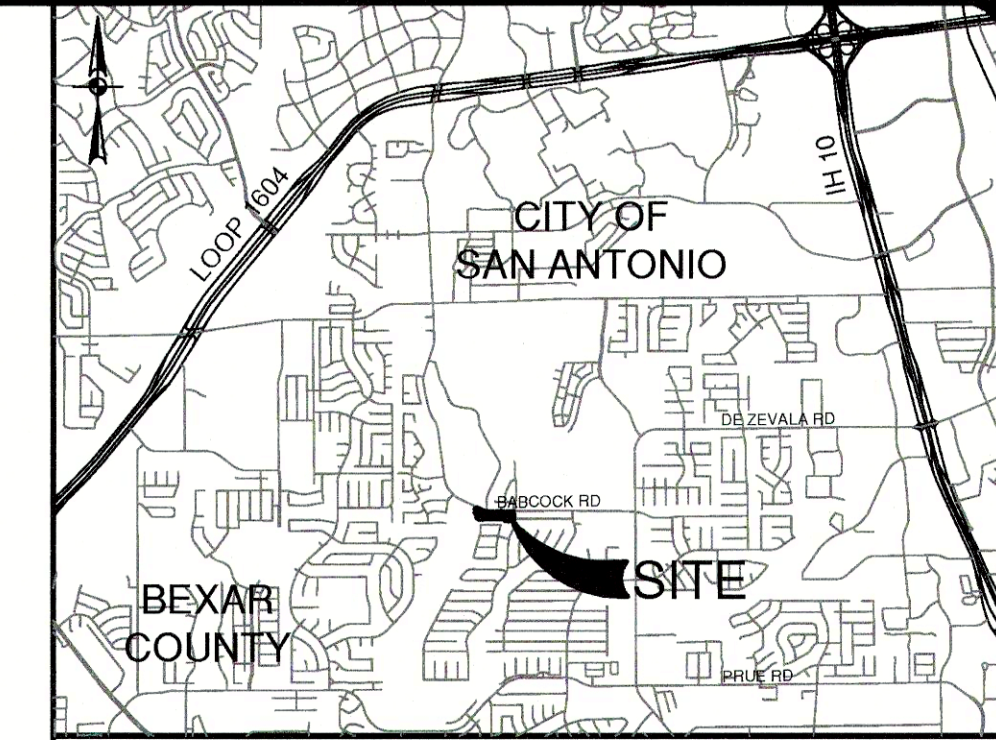 LOOP 1604
IH 10
CITY OF
SAN ANTONIO
DE ZEVALA RD
BABCOCK RD
SITE
BEXAR
COUNTY
PRUE RD